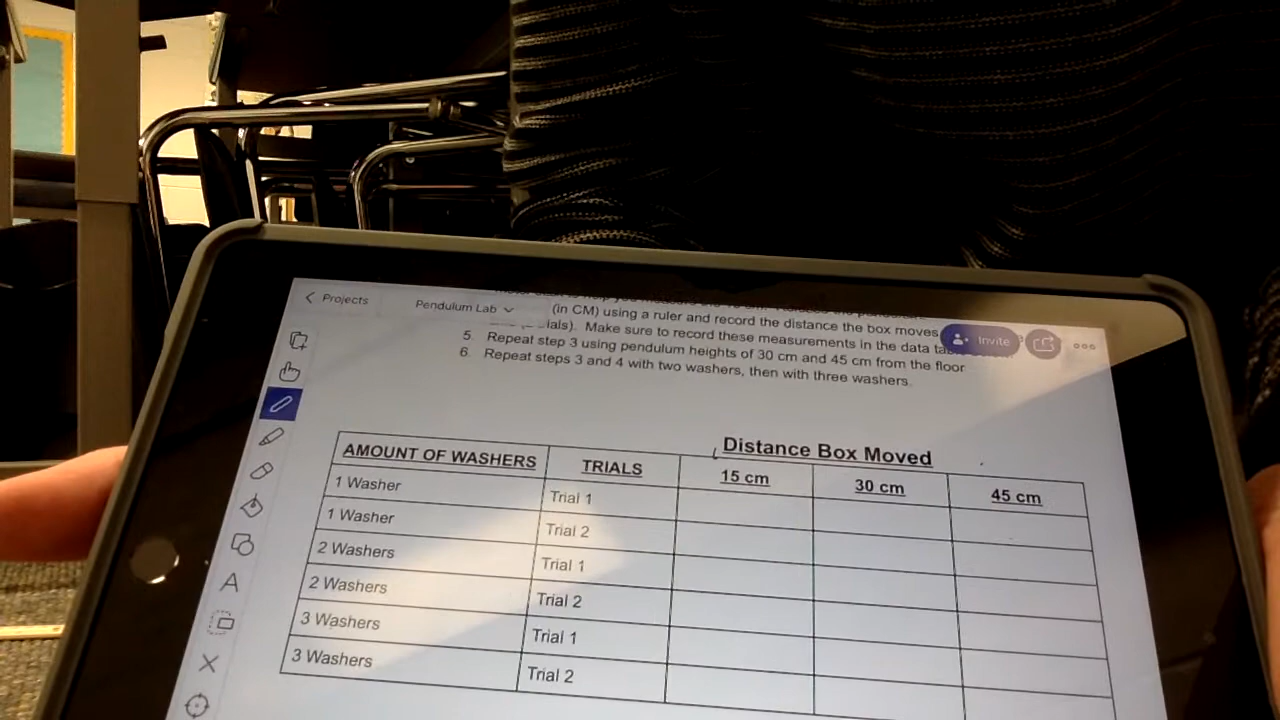 Projects
Pendulum Lab
Invite
(in CM) using a ruler and record the distance the box moves
ials). Make sure to record these measurements in the data
5. Repeat step 3 using pendulum heights of 30 cm and 45 cm from the floor
6. Repeat steps 3 and 4 with two washers, then with three washers.
Distance Box Moved
AMOUNT OF WASHERS TRIALS 15 cm 30 cm 45 cm
1 Washer Trial 1
1 Washer Trial 2
2 Washers Trial 1
2 Washers Trial 2
3 Washers Trial 1
3 Washers Trial 2